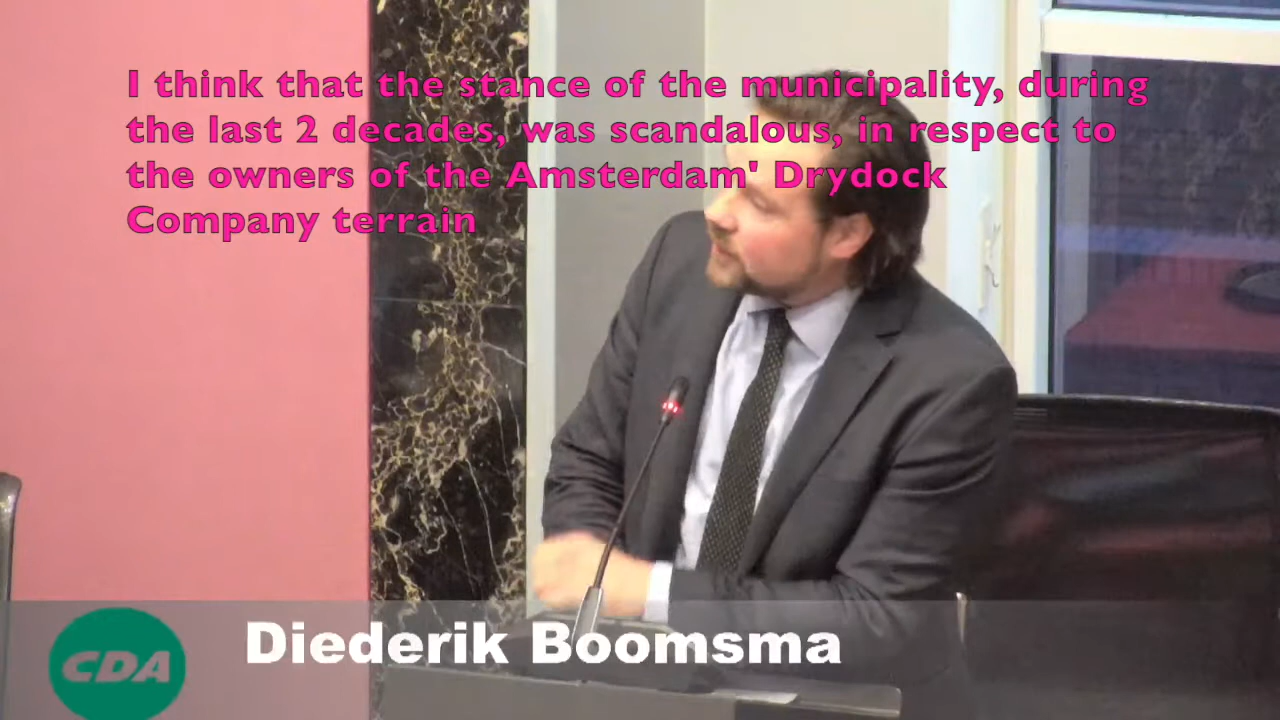 I think that the stance of the municipality, during
the last 2 decades, was scandalous, in respect to
the owners of the Amsterdam' Drydock
Company terrain
CDA
Diederik Boomsma